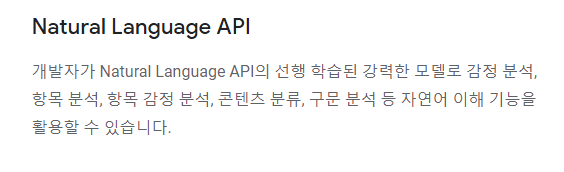 Natural Language API
개발자가 Natural Language API의 선행 학습된 강력한 모델로 감정 분석,
항목 분석, 항목 감정 분석, 콘텐츠 분류, 구문 분석 등 자연어 이해 기능을
활용할 수 있습니다.